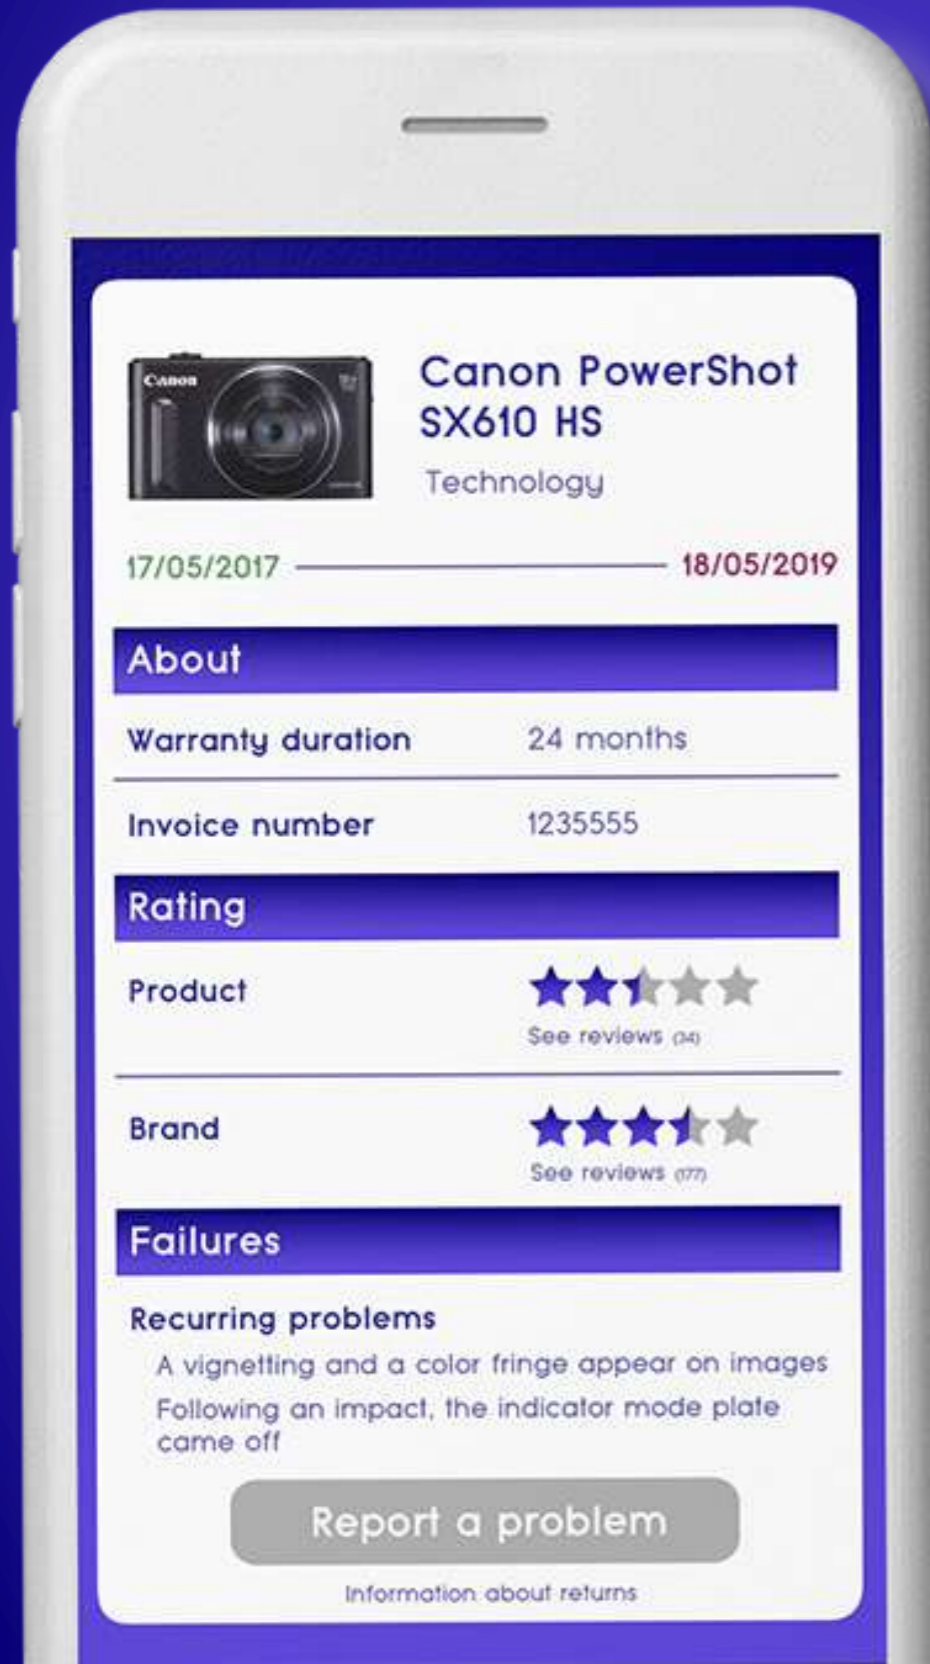 Canon
Canon PowerShot
SX610 HS
Technology
17/05/2017
18/05/2019
About
Warranty duration 24 months
Invoice number 1235555
Rating
Product
See reviews (34)
Brand
See reviews (177)
Failures
Recurring problems
A vignetting and a color fringe appear on images
Following an impact, the indicator mode plate
came off
Report a problem
Information about returns